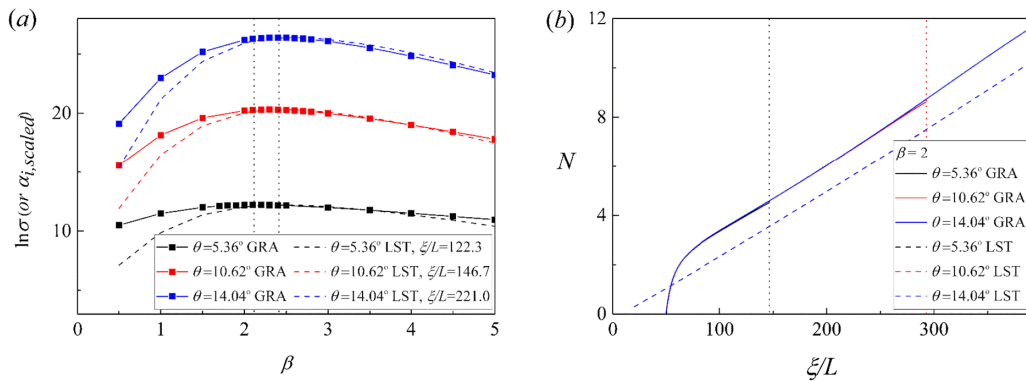 (a)
lnσ (or α_{i,scaled})
20
10
θ=5.36° GRA
θ=10.62° GRA
θ=14.04° GRA
θ=5.36° LST, ξ/L=122.3
θ=10.62° LST, ξ/L=146.7
θ=14.04° LST, ξ/L=221.0
0 1 2 3 4 5
β
(b)
N
12
8
4
0
β= 2
θ=5.36° GRA
θ=10.62° GRA
θ=14.04° GRA
θ=5.36° LST
θ=10.62° LST
θ=14.04° LST
0 100 200 300
ξ/L